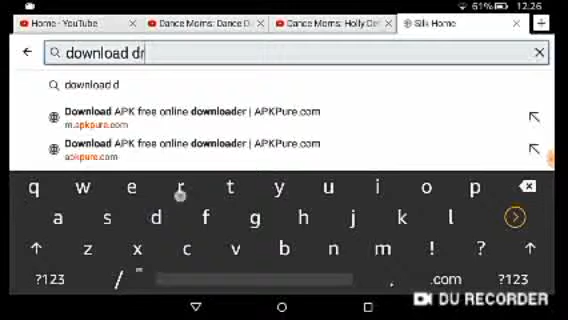 61% 12:26
Home - YouTube × Dance Moms: Dance D × Dance Moms: Holly De × Silk Home × +
download dr
download d
Download APK free online downloader | APKPure.com
m.apkpure.com
Download APK free online downloader | APKPure.com
apkpure.com
q w e r t y u i o p
a s d f g h j k l
z x c v b n m ! ?
?123 / . .com ?123
DU RECORDER